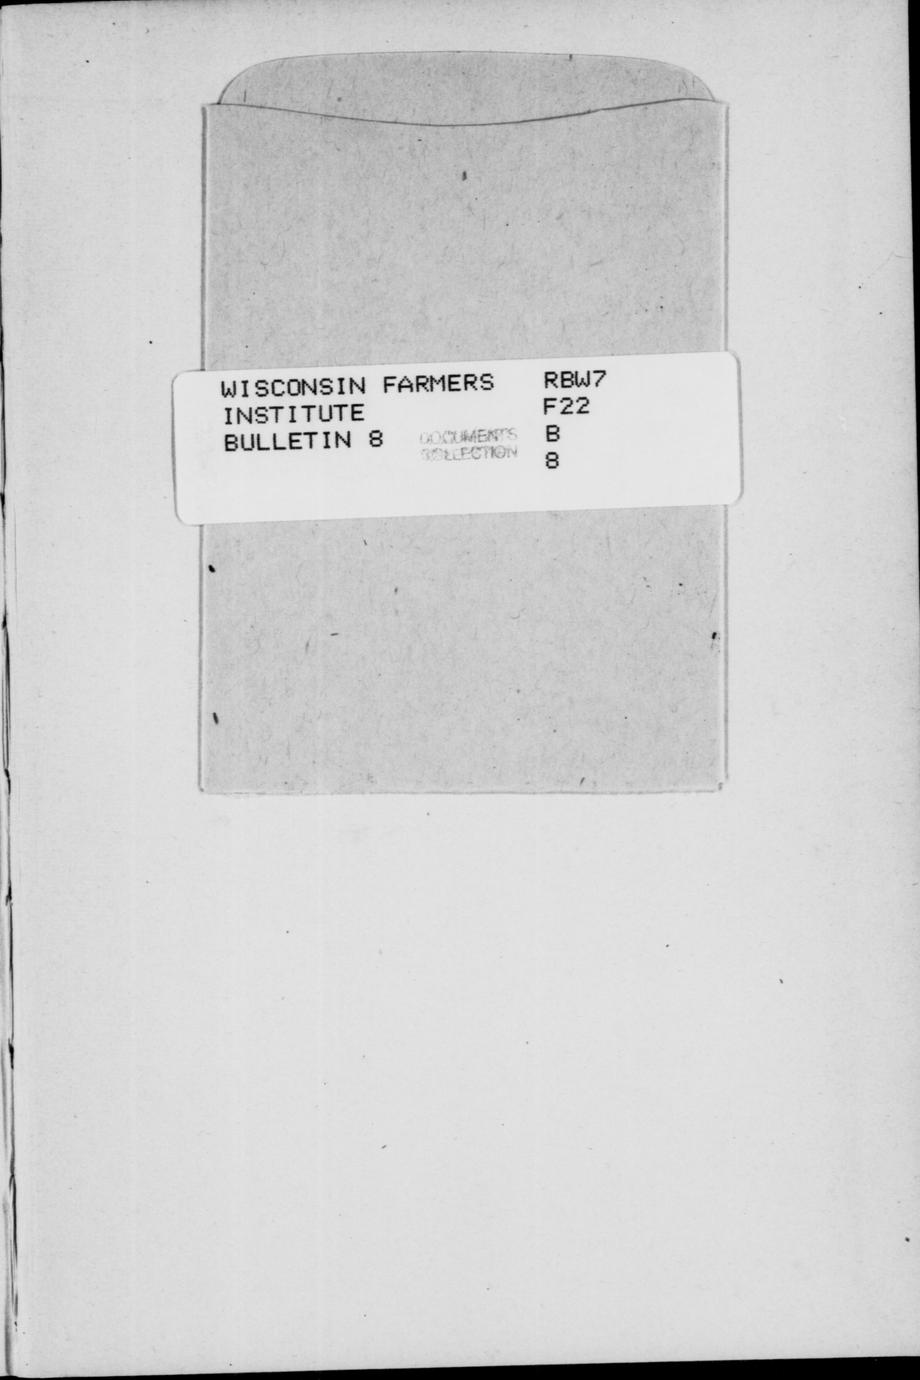 WISCONSIN FARMERS
INSTITUTE
BULLETIN 8
DOCUMENTS
COLLECTION
RBW7
F22
B
8